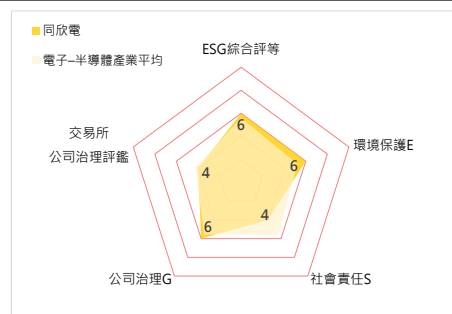 同欣電
電子–半導體產業平均
ESG綜合評等
交易所
公司治理評鑑
環境保護E
6
6
4
4
6
公司治理G
社會責任S